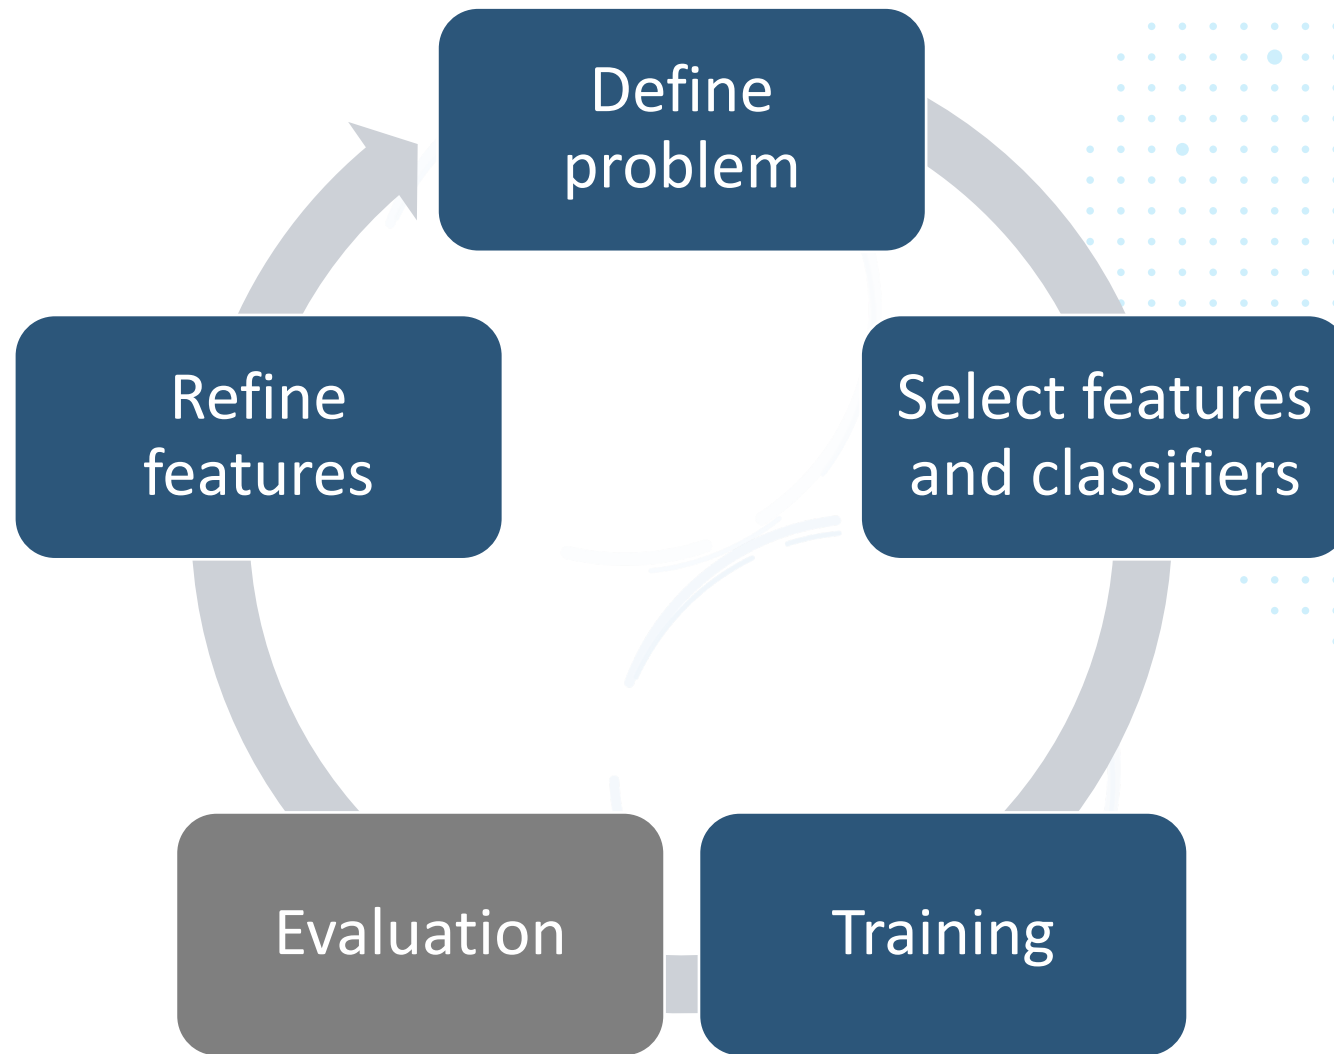 Define
problem
Select features
and classifiers
Training
Evaluation
Refine
features